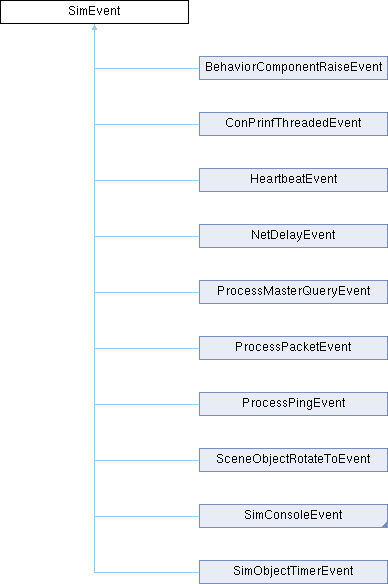 SimEvent
BehaviorComponentRaiseEvent
ConPrinfThreadedEvent
HeartbeatEvent
NetDelayEvent
ProcessMasterQueryEvent
ProcessPacketEvent
ProcessPingEvent
SceneObjectRotateToEvent
SimConsoleEvent
SimObjectTimerEvent